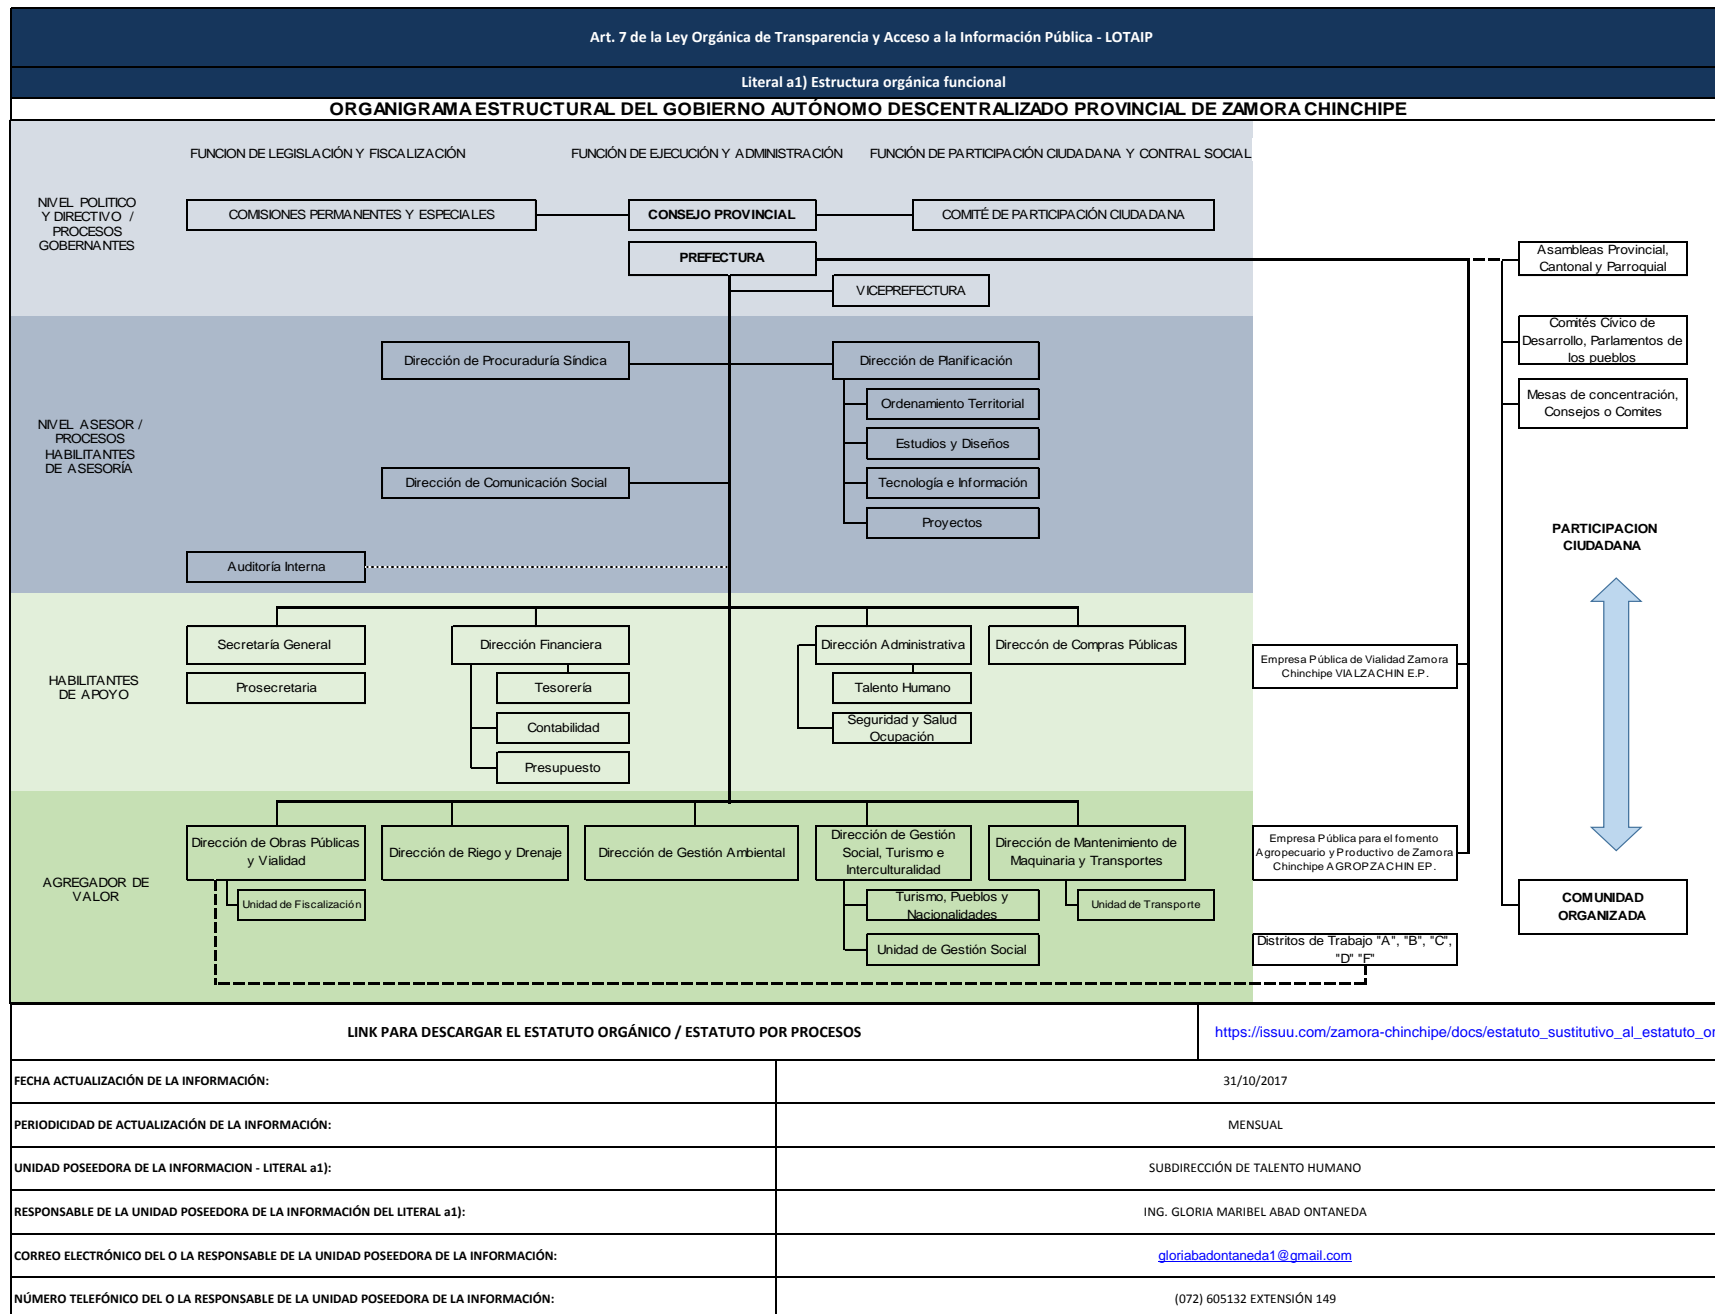 Art. 7 de la Ley Orgánica de Transparencia y Acceso a la Información Pública - LOTAIP
Literal a1) Estructura orgánica funcional
ORGANIGRAMA ESTRUCTURAL DEL GOBIERNO AUTÓNOMO DESCENTRALIZADO PROVINCIAL DE ZAMORA CHINCHIPE
FUNCION DE LEGISLACIÓN Y FISCALIZACIÓN
FUNCIÓN DE EJECUCIÓN Y ADMINISTRACIÓN
FUNCIÓN DE PARTICIPACIÓN CIUDADANA Y CONTRAL SOCIAL
NIVEL POLITICO
Y DIRECTIVO /
PROCESOS
GOBERNANTES
COMISIONES PERMANENTES Y ESPECIALES
CONSEJO PROVINCIAL
COMITÉ DE PARTICIPACIÓN CIUDADANA
PREFECTURA
VICEPREFECTURA
Asambleas Provincial,
Cantonal y Parroquial
Comités Cívico de
Desarrollo, Parlamentos de
los pueblos
Mesas de concentración,
Consejos o Comites
NIVEL ASESOR /
PROCESOS
HABILITANTES
DE ASESORÍA
Dirección de Procuraduría Síndica
Dirección de Planificación
Ordenamiento Territorial
Estudios y Diseños
Dirección de Comunicación Social
Tecnología e Información
Proyectos
Auditoría Interna
PARTICIPACION
CIUDADANA
HABILITANTES
DE APOYO
Secretaría General
Dirección Financiera
Dirección Administrativa
Direccón de Compras Públicas
Prosecretaria
Tesorería
Talento Humano
Contabilidad
Seguridad y Salud
Ocupación
Presupuesto
Empresa Pública de Vialidad Zamora
Chinchipe VIALZACHIN E.P.
AGREGADOR DE
VALOR
Dirección de Obras Públicas
y Vialidad
Dirección de Riego y Drenaje
Dirección de Gestión Ambiental
Dirección de Gestión
Social, Turismo e
Interculturalidad
Dirección de Mantenimiento de
Maquinaria y Transportes
Empresa Pública para el fomento
Agropecuario y Productivo de Zamora
Chinchipe AGROPZACHIN EP.
Unidad de Fiscalización
Turismo, Pueblos y
Nacionalidades
Unidad de Transporte
Unidad de Gestión Social
COMUNIDAD
ORGANIZADA
Distritos de Trabajo "A", "B", "C",
"D" "F"
LINK PARA DESCARGAR EL ESTATUTO ORGÁNICO / ESTATUTO POR PROCESOS
https://issuu.com/zamora-chinchipe/docs/estatuto_sustitutivo_al_estatuto_or
FECHA ACTUALIZACIÓN DE LA INFORMACIÓN:
31/10/2017
PERIODICIDAD DE ACTUALIZACIÓN DE LA INFORMACIÓN:
MENSUAL
UNIDAD POSEEDORA DE LA INFORMACION - LITERAL a1):
SUBDIRECCIÓN DE TALENTO HUMANO
RESPONSABLE DE LA UNIDAD POSEEDORA DE LA INFORMACIÓN DEL LITERAL a1):
ING. GLORIA MARIBEL ABAD ONTANEDA
CORREO ELECTRÓNICO DEL O LA RESPONSABLE DE LA UNIDAD POSEEDORA DE LA INFORMACIÓN:
gloriabadontaneda1@gmail.com
NÚMERO TELEFÓNICO DEL O LA RESPONSABLE DE LA UNIDAD POSEEDORA DE LA INFORMACIÓN:
(072) 605132 EXTENSIÓN 149